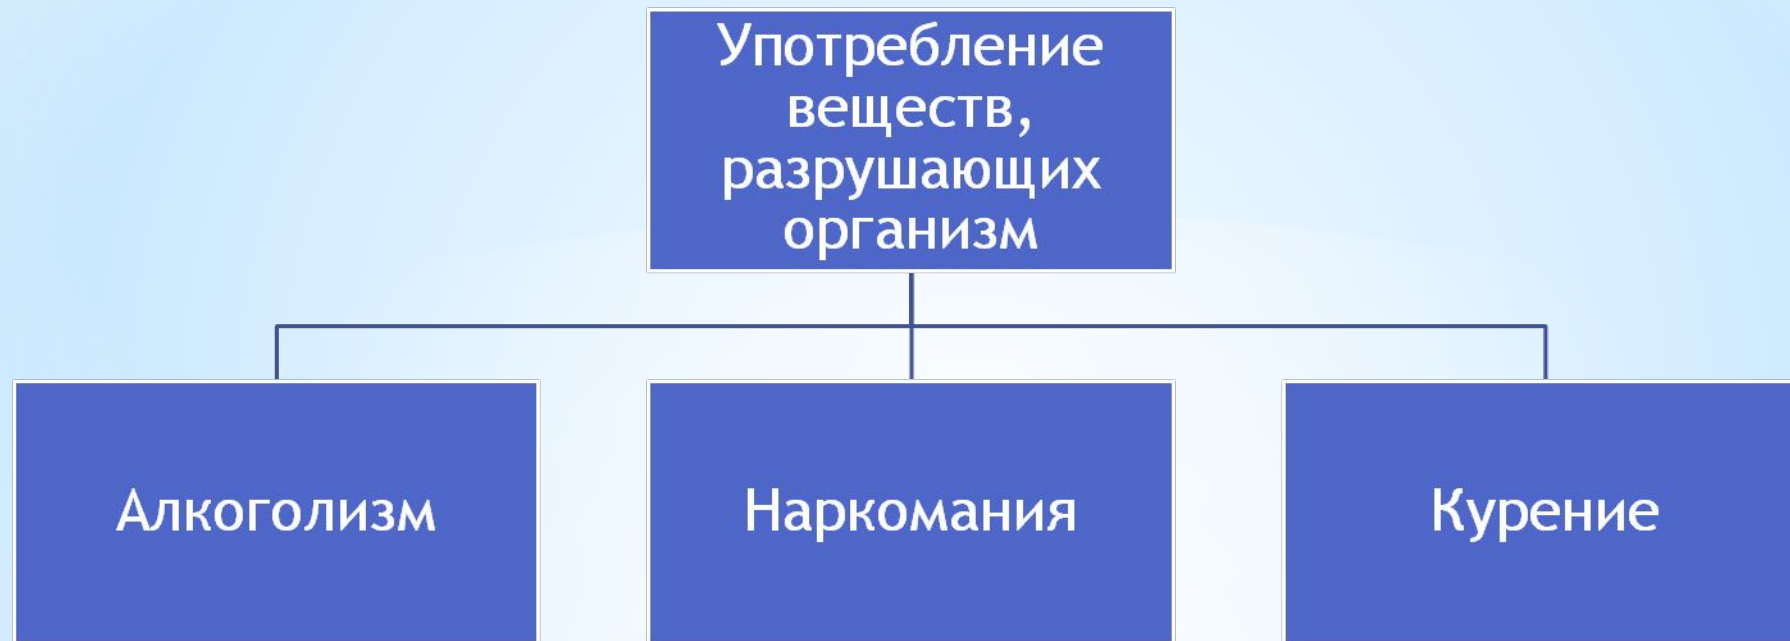 Употребление
веществ,
разрушающих
организм
Алкоголизм
Наркомания
Курение